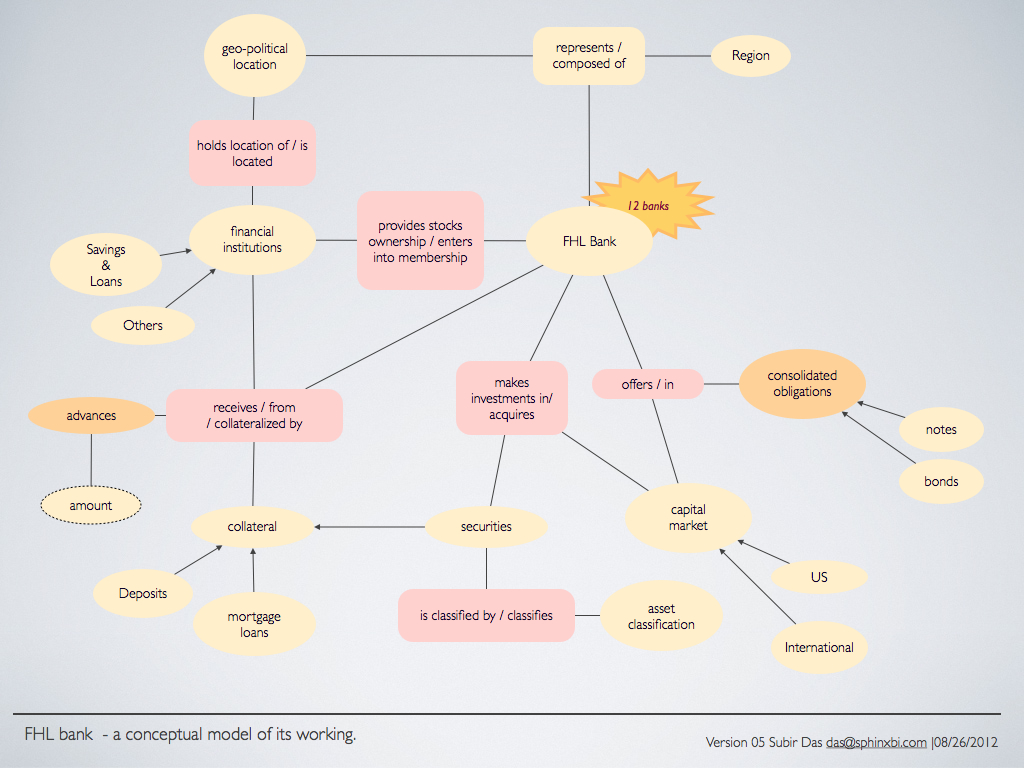 geo-political
location
represents /
composed of
Region
holds location of / is
located
12 banks
provides stocks
ownership / enters
into membership
financial
institutions
FHL Bank
Savings
&
Loans
Others
makes
investments in/
acquires
offers / in
consolidated
obligations
advances
receives / from
/ collateralized by
notes
bonds
amount
collateral
securities
capital
market
US
Deposits
mortgage
loans
is classified by / classifies
asset
classification
International
FHL bank - a conceptual model of its working.
Version 05 Subir Das das@sphinxbi.com |08/26/2012